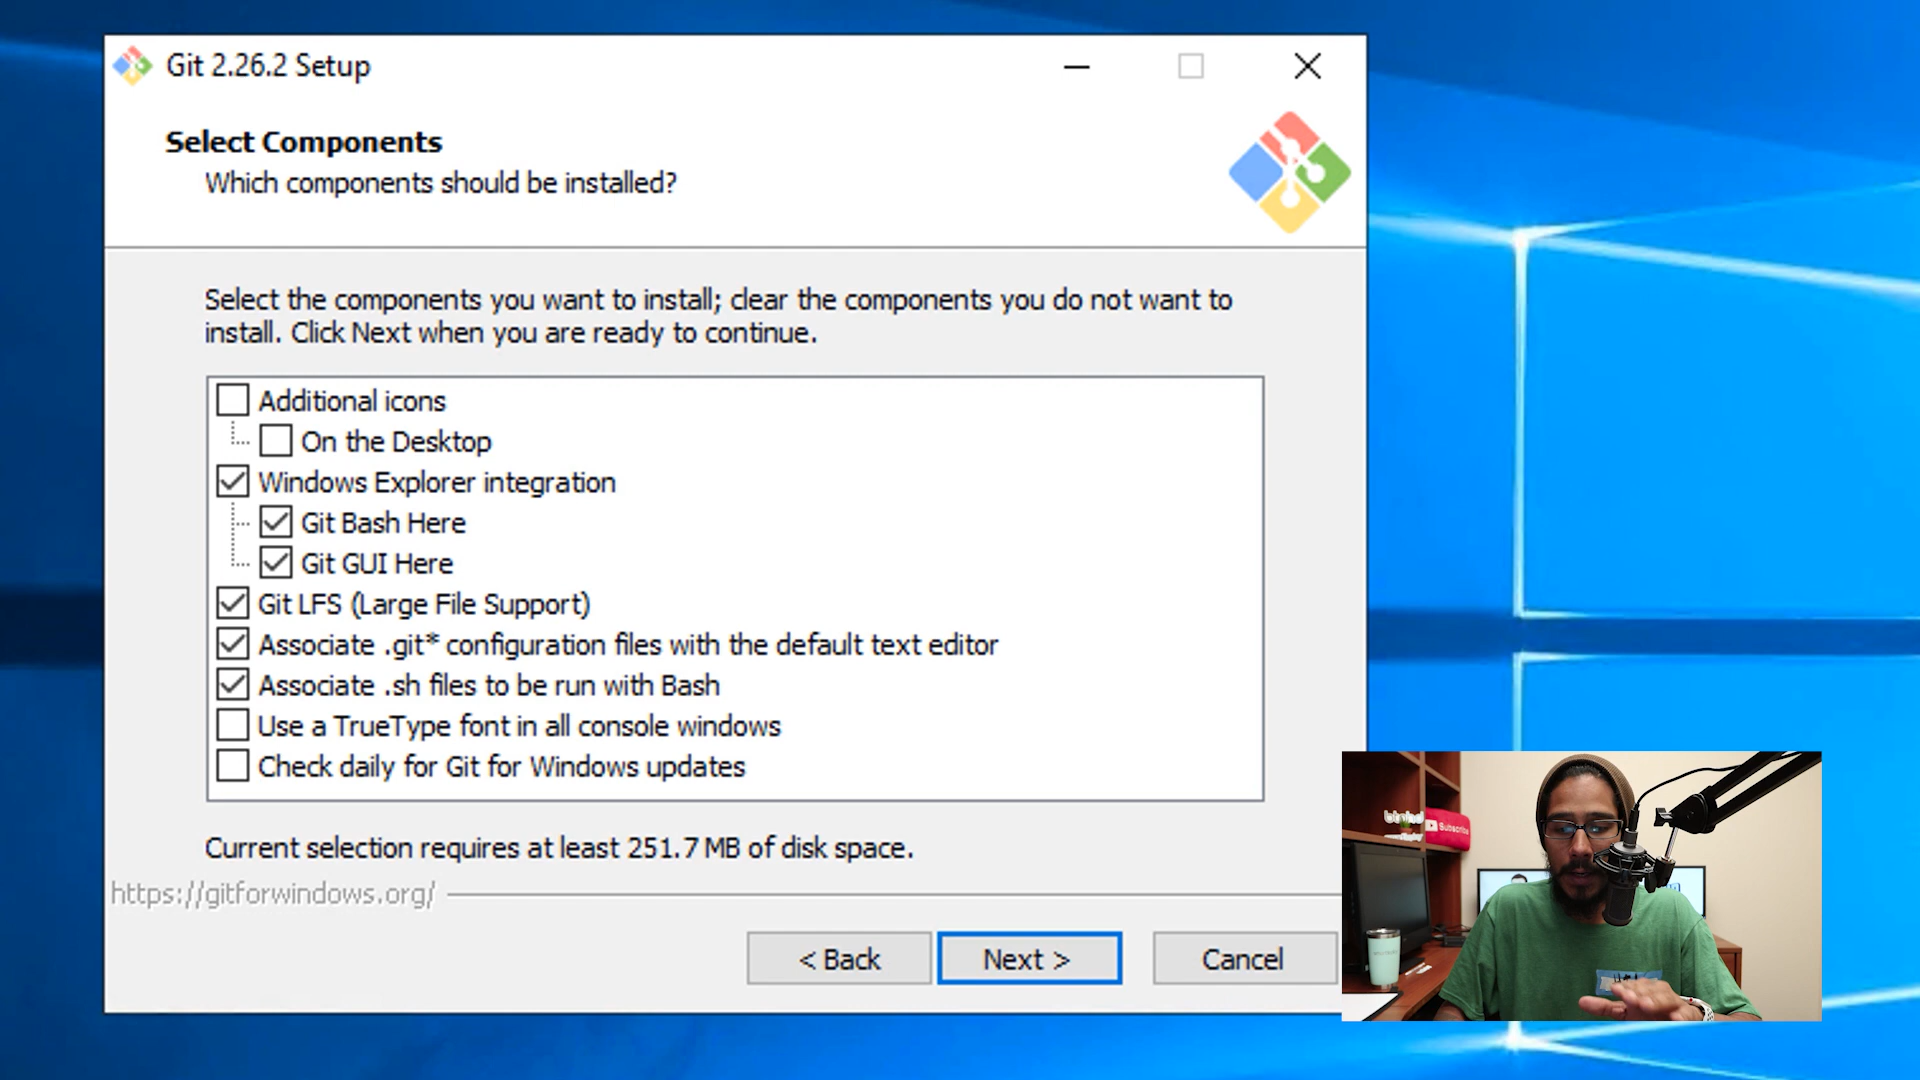 Git 2.26.2 Setup
Select Components
Which components should be installed?
Select the components you want to install; clear the components you do not want to
install. Click Next when you are ready to continue.
Additional icons
On the Desktop
Windows Explorer integration
Git Bash Here
Git GUI Here
Git LFS (Large File Support)
Associate .git* configuration files with the default text editor
Associate .sh files to be run with Bash
Use a TrueType font in all console windows
Check daily for Git for Windows updates
Current selection requires at least 251.7 MB of disk space.
https://gitforwindows.org/
< Back
Next >
Cancel
btnhd
Subscribe